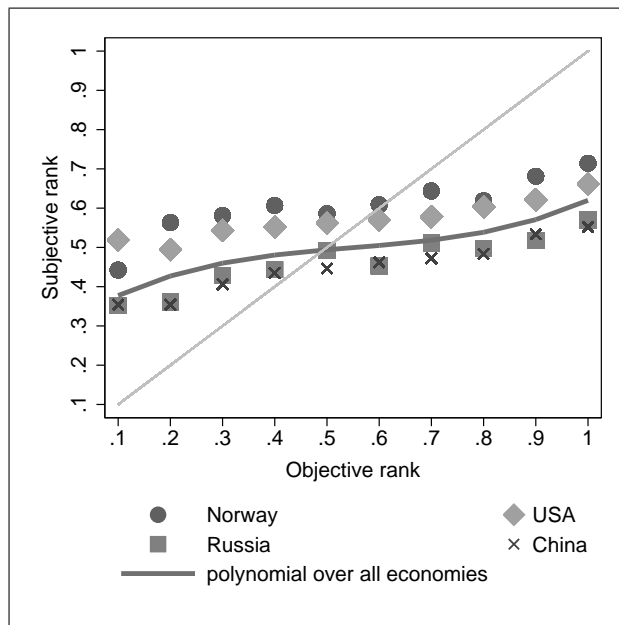 Subjective rank
1
.9
.8
.7
.6
.5
.4
.3
.2
.1
.1 .2 .3 .4 .5 .6 .7 .8 .9 1
Objective rank
Norway USA
Russia China
polynomial over all economies